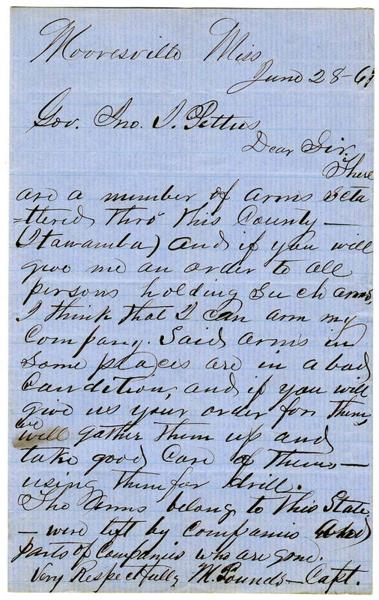 Mooresville Miss
June 28 - 61
Gov. Jno. J. Pettus
Dear Sir.
There
are a number of arms Sca
=ttered thro' this County —
(Itawamba) And if you will
give me an order to all
persons holding such arms
I think that I can arm my
Company. Said arms in
some places are in a bad
Condition, and if you will
give us your order for them,
we
will gather them up and
take good care of them —
using them for drill.
The Arms belong to this State
— were left by companies and
parts of Companies who are gone.
Very Respectfully M. Pounds — Capt.